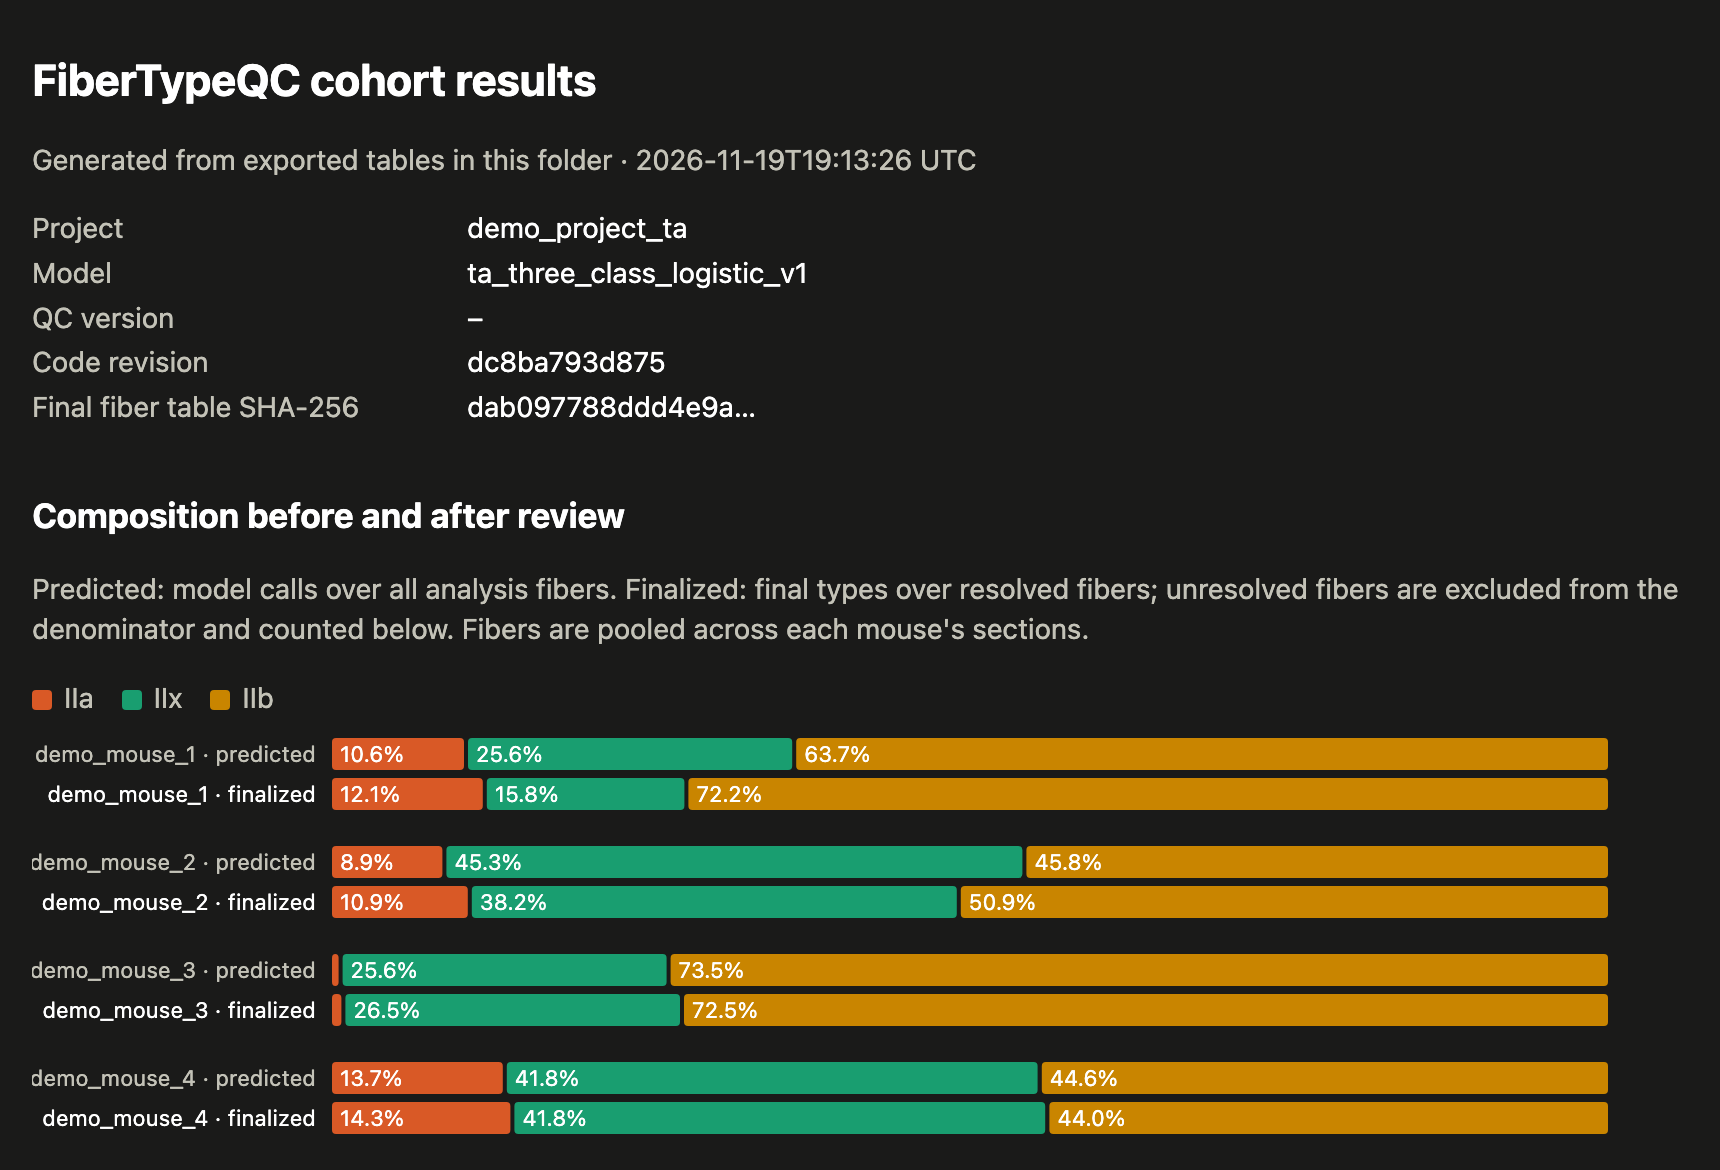 FiberTypeQC cohort results
Generated from exported tables in this folder · 2026-11-19T19:13:26 UTC
Project demo_project_ta
Model ta_three_class_logistic_v1
QC version –
Code revision dc8ba793d875
Final fiber table SHA-256 dab097788ddd4e9a...
Composition before and after review
Predicted: model calls over all analysis fibers. Finalized: final types over resolved fibers; unresolved fibers are excluded from the
denominator and counted below. Fibers are pooled across each mouse's sections.
IIa IIx IIb
demo_mouse_1 · predicted 10.6% 25.6% 63.7%
demo_mouse_1 · finalized 12.1% 15.8% 72.2%
demo_mouse_2 · predicted 8.9% 45.3% 45.8%
demo_mouse_2 · finalized 10.9% 38.2% 50.9%
demo_mouse_3 · predicted 25.6% 73.5%
demo_mouse_3 · finalized 26.5% 72.5%
demo_mouse_4 · predicted 13.7% 41.8% 44.6%
demo_mouse_4 · finalized 14.3% 41.8% 44.0%